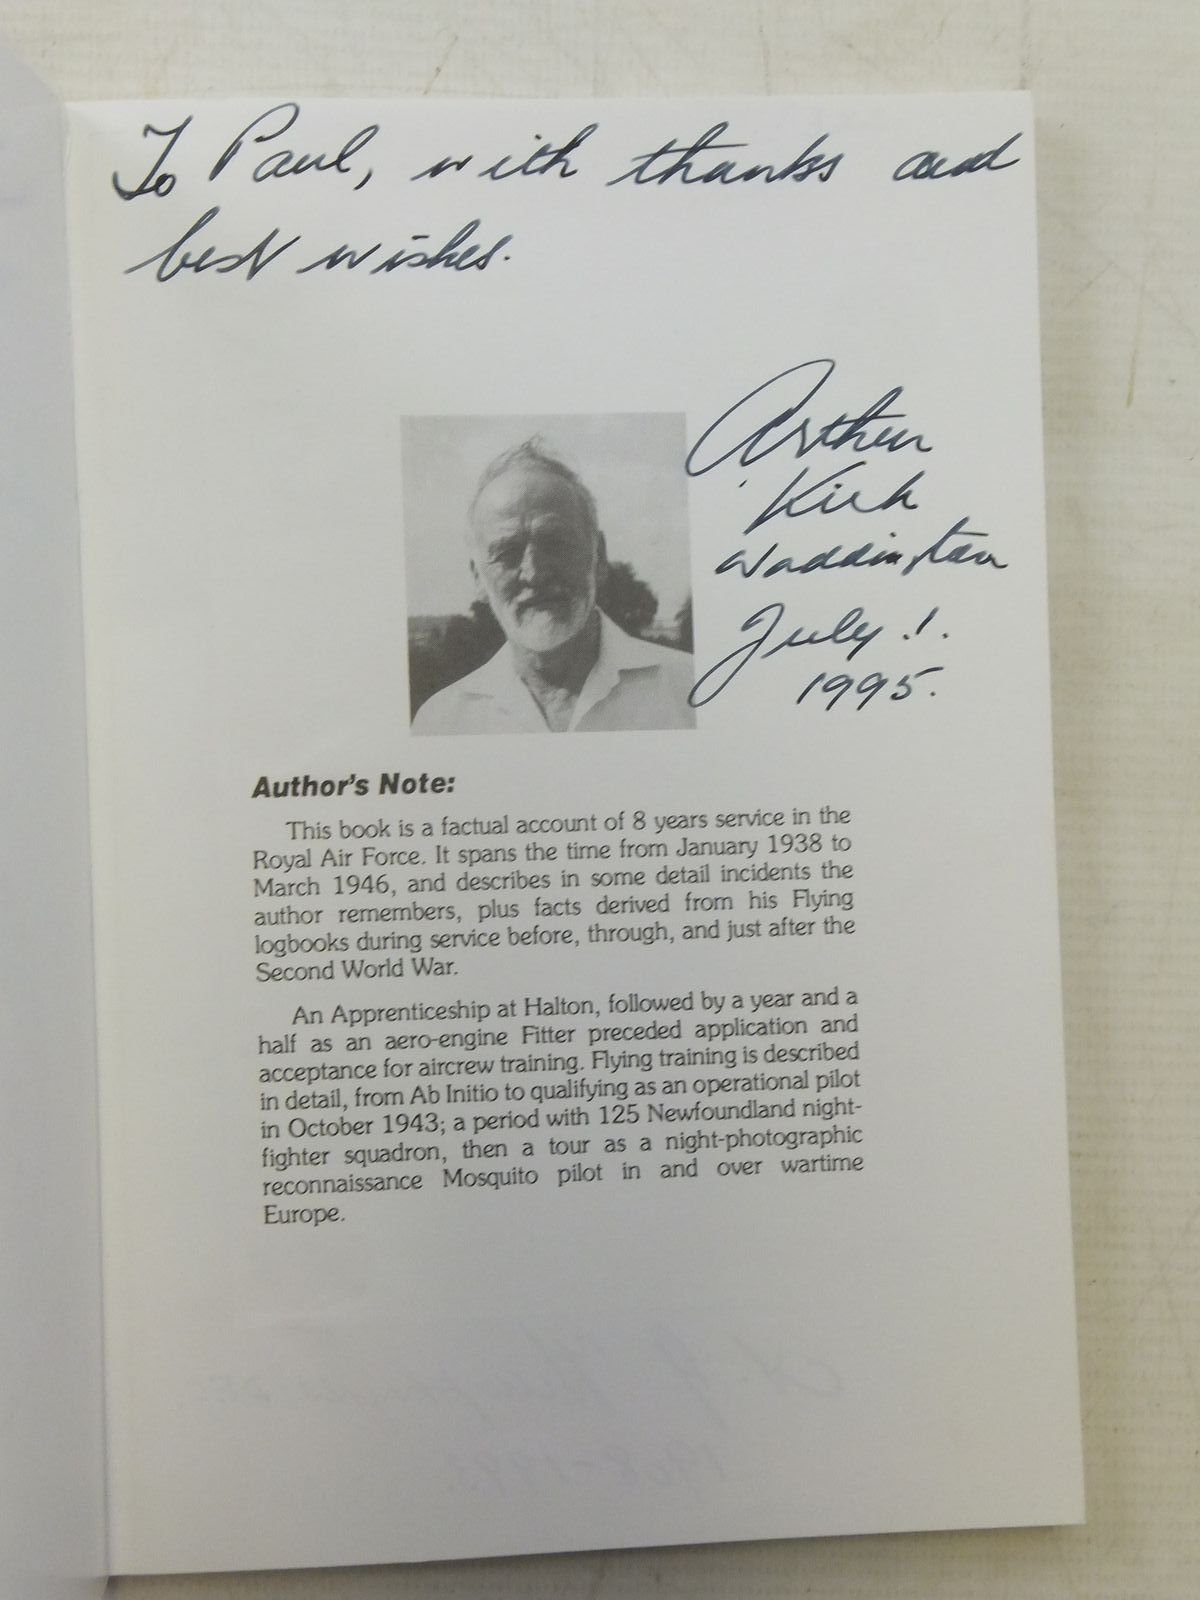 To Paul, with thanks and
best wishes.
Arthur
Kirk
Waddington
July 1.
1995.
Author's Note:
This book is a factual account of 8 years service in the
Royal Air Force. It spans the time from January 1938 to
March 1946, and describes in some detail incidents the
author remembers, plus facts derived from his Flying
logbooks during service before, through, and just after the
Second World War.
An Apprenticeship at Halton, followed by a year and a
half as an aero-engine Fitter preceded application and
acceptance for aircrew training. Flying training is described
in detail, from Ab Initio to qualifying as an operational pilot
in October 1943; a period with 125 Newfoundland night-
fighter squadron, then a tour as a night-photographic
reconnaissance Mosquito pilot in and over wartime
Europe.